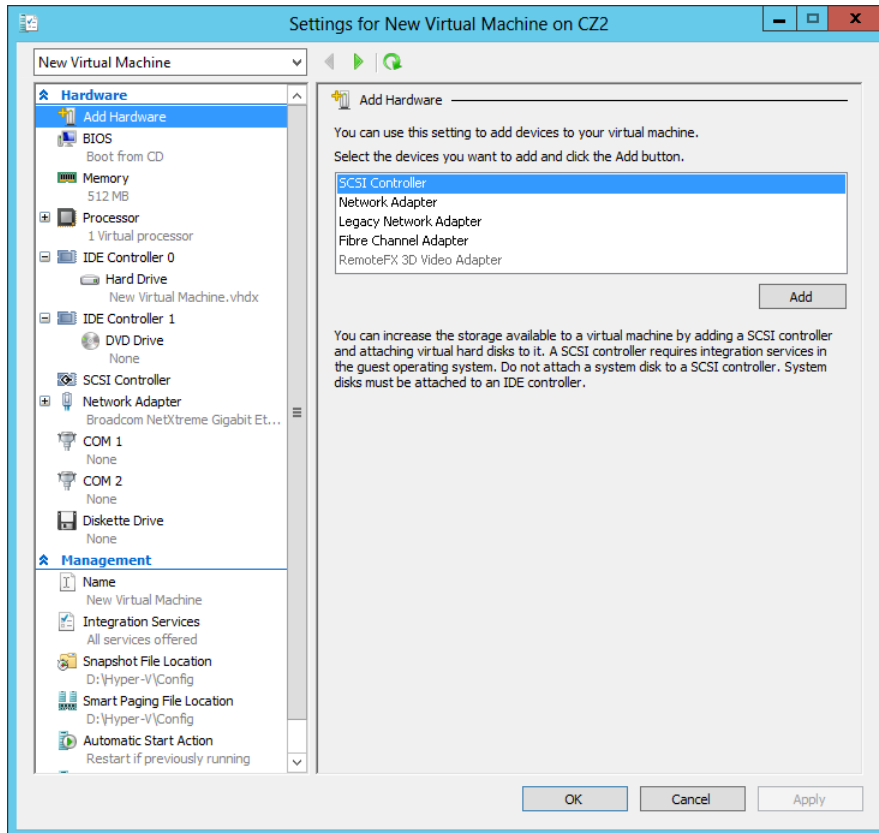 Settings for New Virtual Machine on CZ2
New Virtual Machine
Hardware
Add Hardware
BIOS
Boot from CD
Memory
512 MB
Processor
1 Virtual processor
IDE Controller 0
Hard Drive
New Virtual Machine.vhdx
IDE Controller 1
DVD Drive
None
SCSI Controller
Network Adapter
Broadcom NetXtreme Gigabit Et...
COM 1
None
COM 2
None
Diskette Drive
None
Management
Name
New Virtual Machine
Integration Services
All services offered
Snapshot File Location
D:\Hyper-V\Config
Smart Paging File Location
D:\Hyper-V\Config
Automatic Start Action
Restart if previously running
Add Hardware
You can use this setting to add devices to your virtual machine.
Select the devices you want to add and click the Add button.
SCSI Controller
Network Adapter
Legacy Network Adapter
Fibre Channel Adapter
RemoteFX 3D Video Adapter
Add
You can increase the storage available to a virtual machine by adding a SCSI controller
and attaching virtual hard disks to it. A SCSI controller requires integration services in
the guest operating system. Do not attach a system disk to a SCSI controller. System
disks must be attached to an IDE controller.
OK
Cancel
Apply